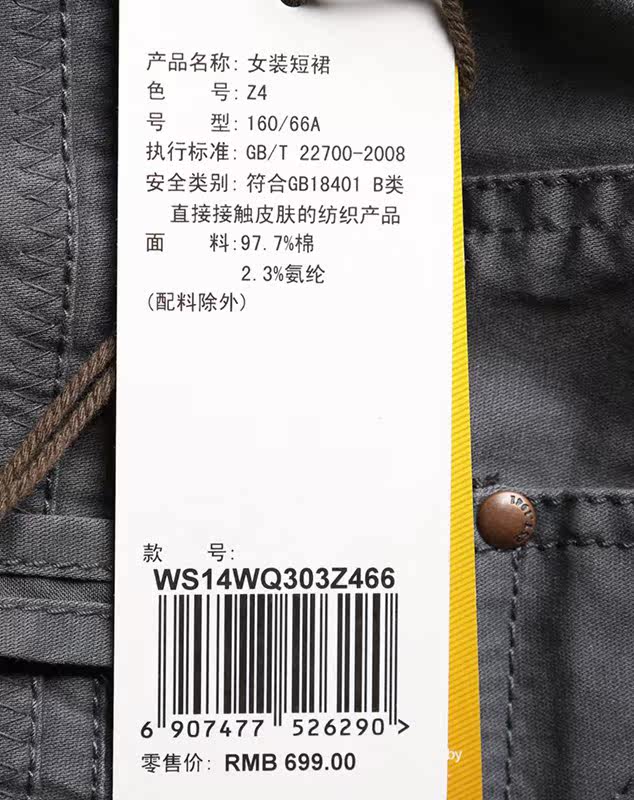 产品名称: 女装短裙
色 号: Z4
号 型: 160/66A
执行标准: GB/T 22700-2008
安全类别: 符合GB18401 B类
直接接触皮肤的纺织产品
面 料:97.7%棉
2.3%氨纶
(配料除外)
款 号:
WS14WQ303Z466
6 907477 526290 >
零售价: RMB 699.00
by